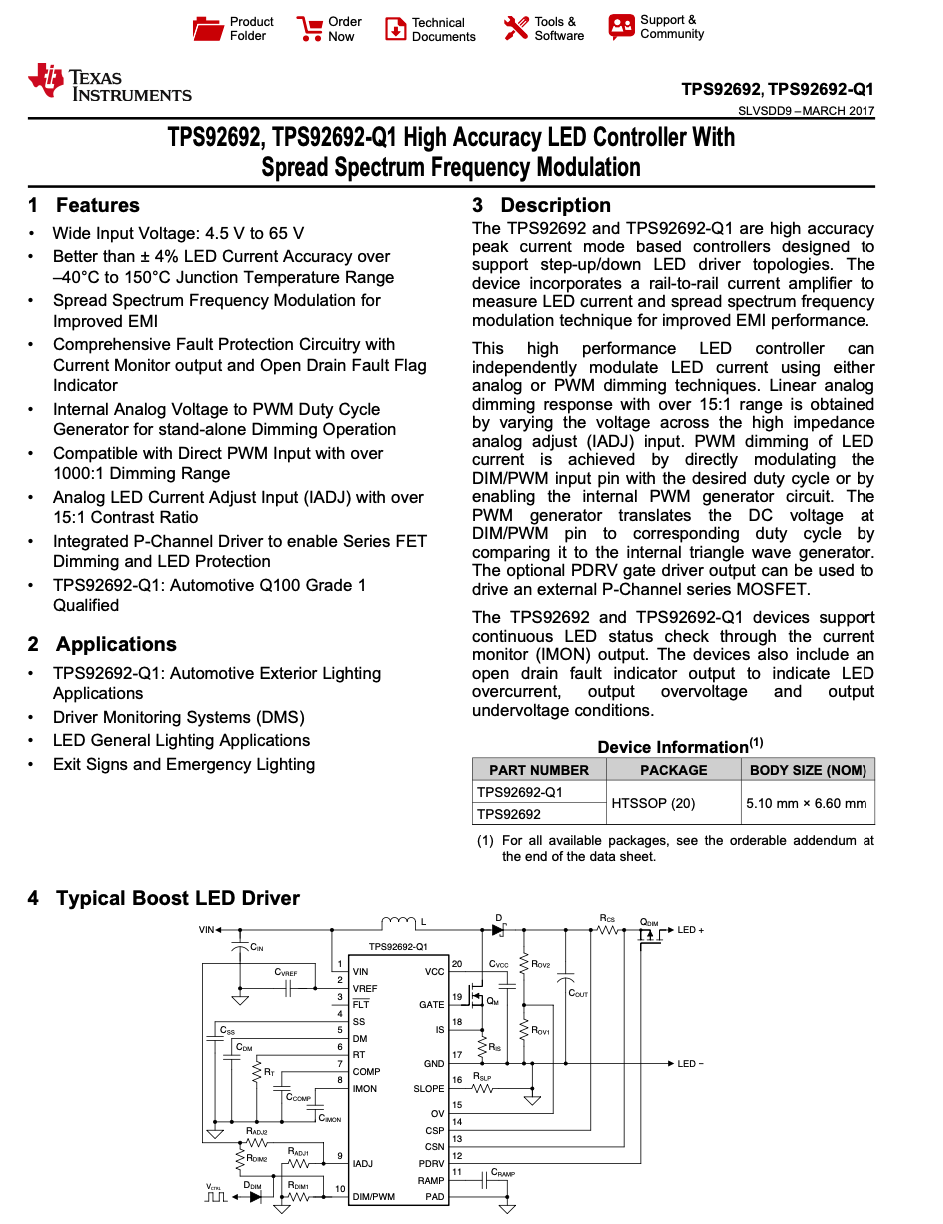 Product
Folder
Order
Now
Technical
Documents
Tools &
Software
Support &
Community
TEXAS
INSTRUMENTS
TPS92692, TPS92692-Q1
SLVSDD9 – MARCH 2017
TPS92692, TPS92692-Q1 High Accuracy LED Controller With
Spread Spectrum Frequency Modulation
1 Features
• Wide Input Voltage: 4.5 V to 65 V
• Better than ± 4% LED Current Accuracy over
–40°C to 150°C Junction Temperature Range
• Spread Spectrum Frequency Modulation for
Improved EMI
• Comprehensive Fault Protection Circuitry with
Current Monitor output and Open Drain Fault Flag
Indicator
• Internal Analog Voltage to PWM Duty Cycle
Generator for stand-alone Dimming Operation
• Compatible with Direct PWM Input with over
1000:1 Dimming Range
• Analog LED Current Adjust Input (IADJ) with over
15:1 Contrast Ratio
• Integrated P-Channel Driver to enable Series FET
Dimming and LED Protection
• TPS92692-Q1: Automotive Q100 Grade 1
Qualified
2 Applications
• TPS92692-Q1: Automotive Exterior Lighting
Applications
• Driver Monitoring Systems (DMS)
• LED General Lighting Applications
• Exit Signs and Emergency Lighting
3 Description
The TPS92692 and TPS92692-Q1 are high accuracy
peak current mode based controllers designed to
support step-up/down LED driver topologies. The
device incorporates a rail-to-rail current amplifier to
measure LED current and spread spectrum frequency
modulation technique for improved EMI performance.
This high performance LED controller can
independently modulate LED current using either
analog or PWM dimming techniques. Linear analog
dimming response with over 15:1 range is obtained
by varying the voltage across the high impedance
analog adjust (IADJ) input. PWM dimming of LED
current is achieved by directly modulating the
DIM/PWM input pin with the desired duty cycle or by
enabling the internal PWM generator circuit. The
PWM generator translates the DC voltage at
DIM/PWM pin to corresponding duty cycle by
comparing it to the internal triangle wave generator.
The optional PDRV gate driver output can be used to
drive an external P-Channel series MOSFET.
The TPS92692 and TPS92692-Q1 devices support
continuous LED status check through the current
monitor (IMON) output. The devices also include an
open drain fault indicator output to indicate LED
overcurrent, output overvoltage and output
undervoltage conditions.
Device Information(1)
PART NUMBER PACKAGE BODY SIZE (NOM)
TPS92692-Q1
HTSSOP (20) 5.10 mm × 6.60 mm
TPS92692
(1) For all available packages, see the orderable addendum at
the end of the data sheet.
4 Typical Boost LED Driver
VIN
L
D
RCS
QDIM
LED +
CIN
TPS92692-Q1
CVREF
1 VIN
2 VREF
3 FLT
4 SS
5 DM
6 RT
7 COMP
8 IMON
9 IADJ
10 DIM/PWM
20 VCC
19 GATE
18 IS
17 GND
16 SLOPE
15 OV
14 CSP
13 CSN
12 PDRV
11 RAMP
PAD
CVCC
ROV2
COUT
QM
ROV1
RIS
LED −
RSLP
CSS
CDM
RT
CCOMP
CIMON
RADJ2
RDIM2
RADJ1
VCTRL
DDIM
RDIM1
CRAMP